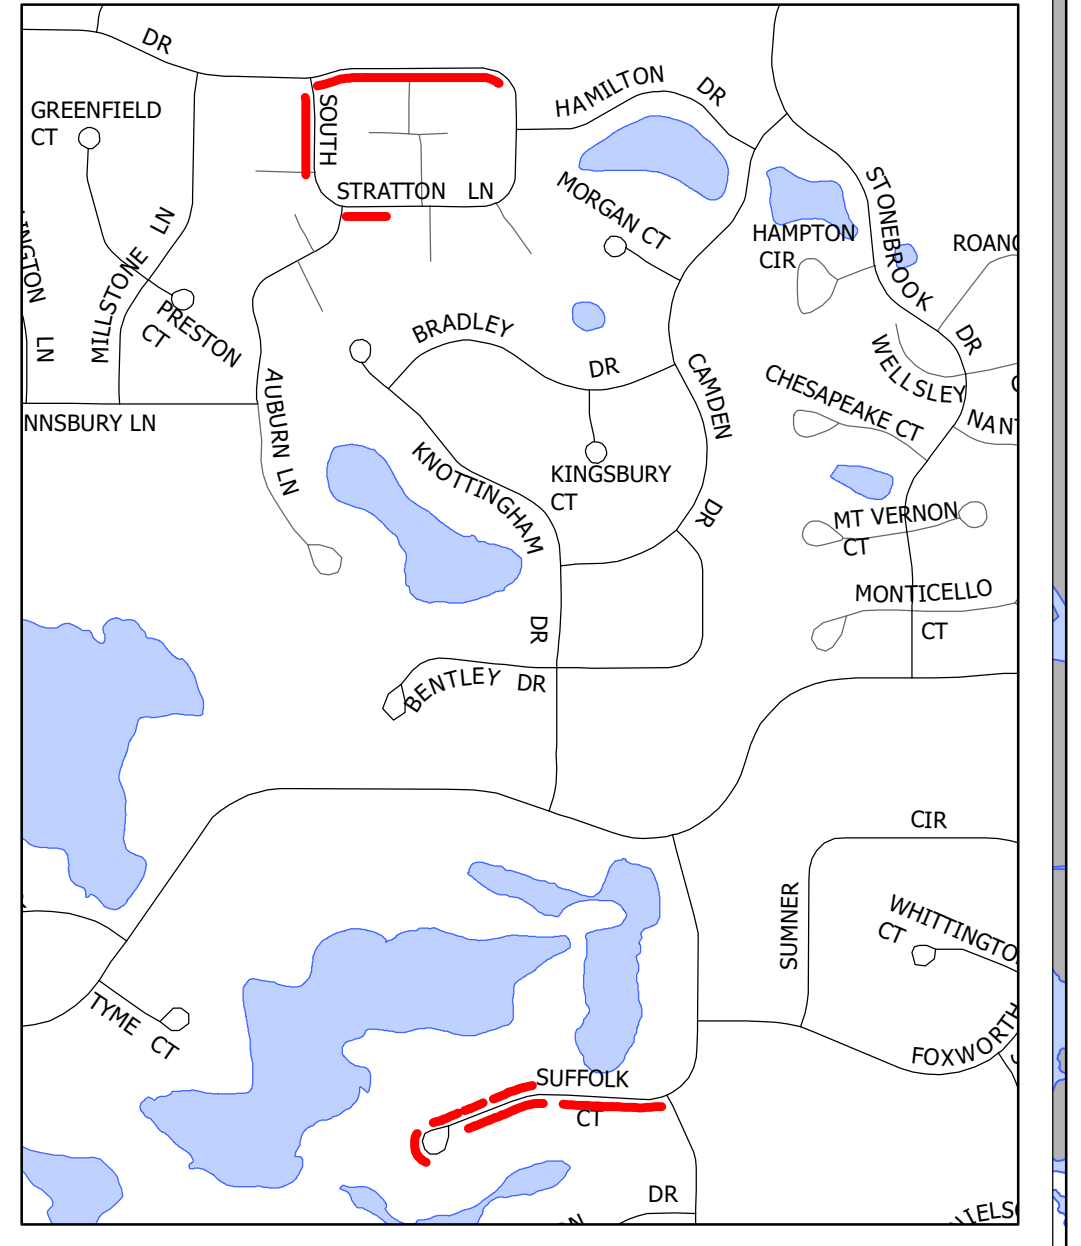 DR
GREENFIELD
CT
SOUTH
STRATTON LN
HAMILTON DR
MORGAN CT
HAMPTON
CIR
STONEBROOK DR
MILLSTONE LN
PRESTON
CT
LN
BRADLEY DR
CAMDEN DR
WELLSLEY
CHESAPEAKE CT
NNSBURY LN
AUBURN LN
KNOTTINGHAM DR
KINGSBURY
CT
MT VERNON
CT
MONTICELLO
CT
BENTLEY DR
CIR
SUMNER
WHITTINGTO
CT
TYME CT
FOXWORTH
SUFFOLK
CT
DR